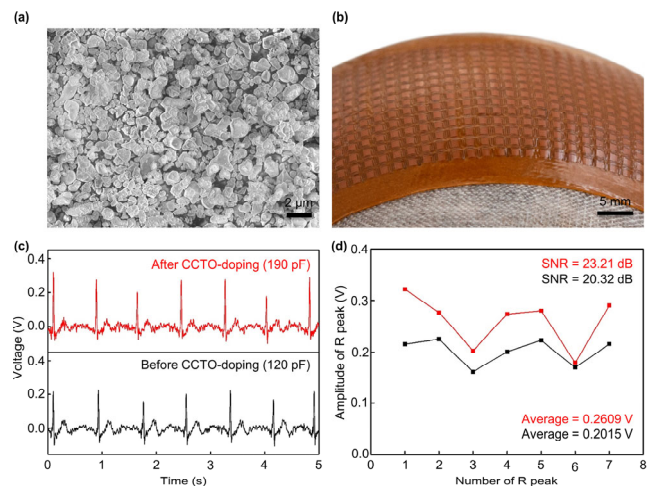 (a)
2 μm
(b)
5 mm
(c)
0.4
0.2
0.0
0.4
0.2
0.0
Voltage (V)
After CCTO-doping (190 pF)
Before CCTO-doping (120 pF)
0 1 2 3 4 5
Time (s)
(d)
0.4
0.3
0.2
0.1
0.0
Amplitude of R peak (V)
SNR = 23.21 dB
SNR = 20.32 dB
Average = 0.2609 V
Average = 0.2015 V
0 1 2 3 4 5 6 7 8
Number of R peak